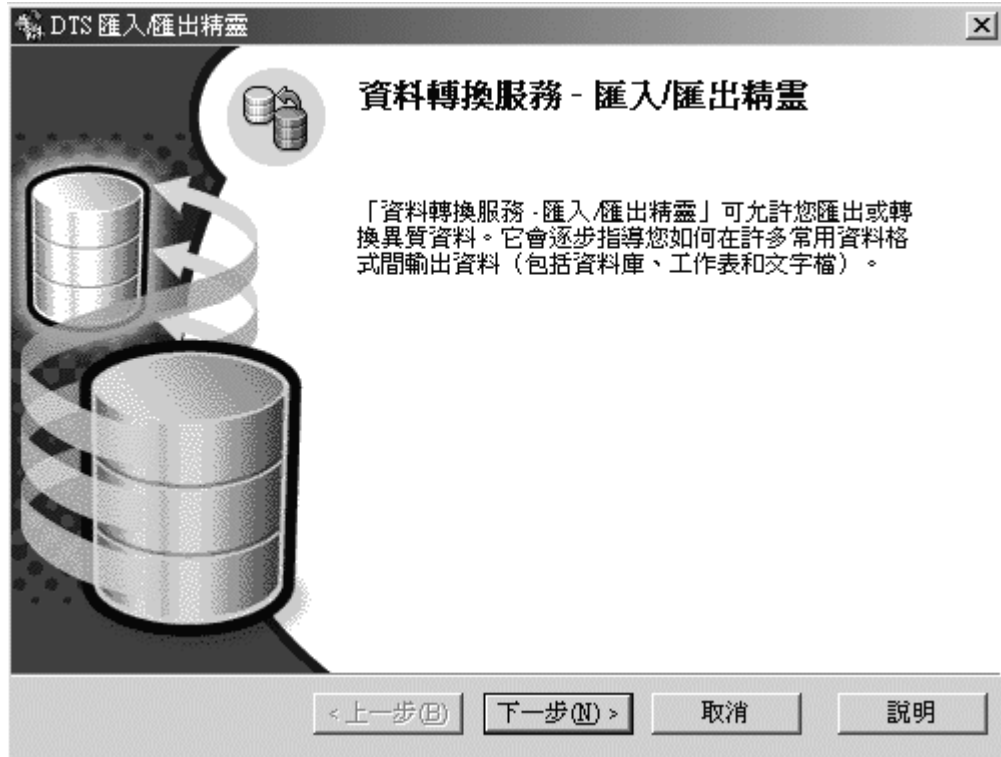 DTS 匯入/匯出精靈
資料轉換服務 - 匯入/匯出精靈
「資料轉換服務 - 匯入/匯出精靈」可允許您匯出或轉
換異質資料。它會逐步指導您如何在許多常用資料格
式間輸出資料（包括資料庫、工作表和文字檔）。
< 上一步(B)
下一步(N) >
取消
說明